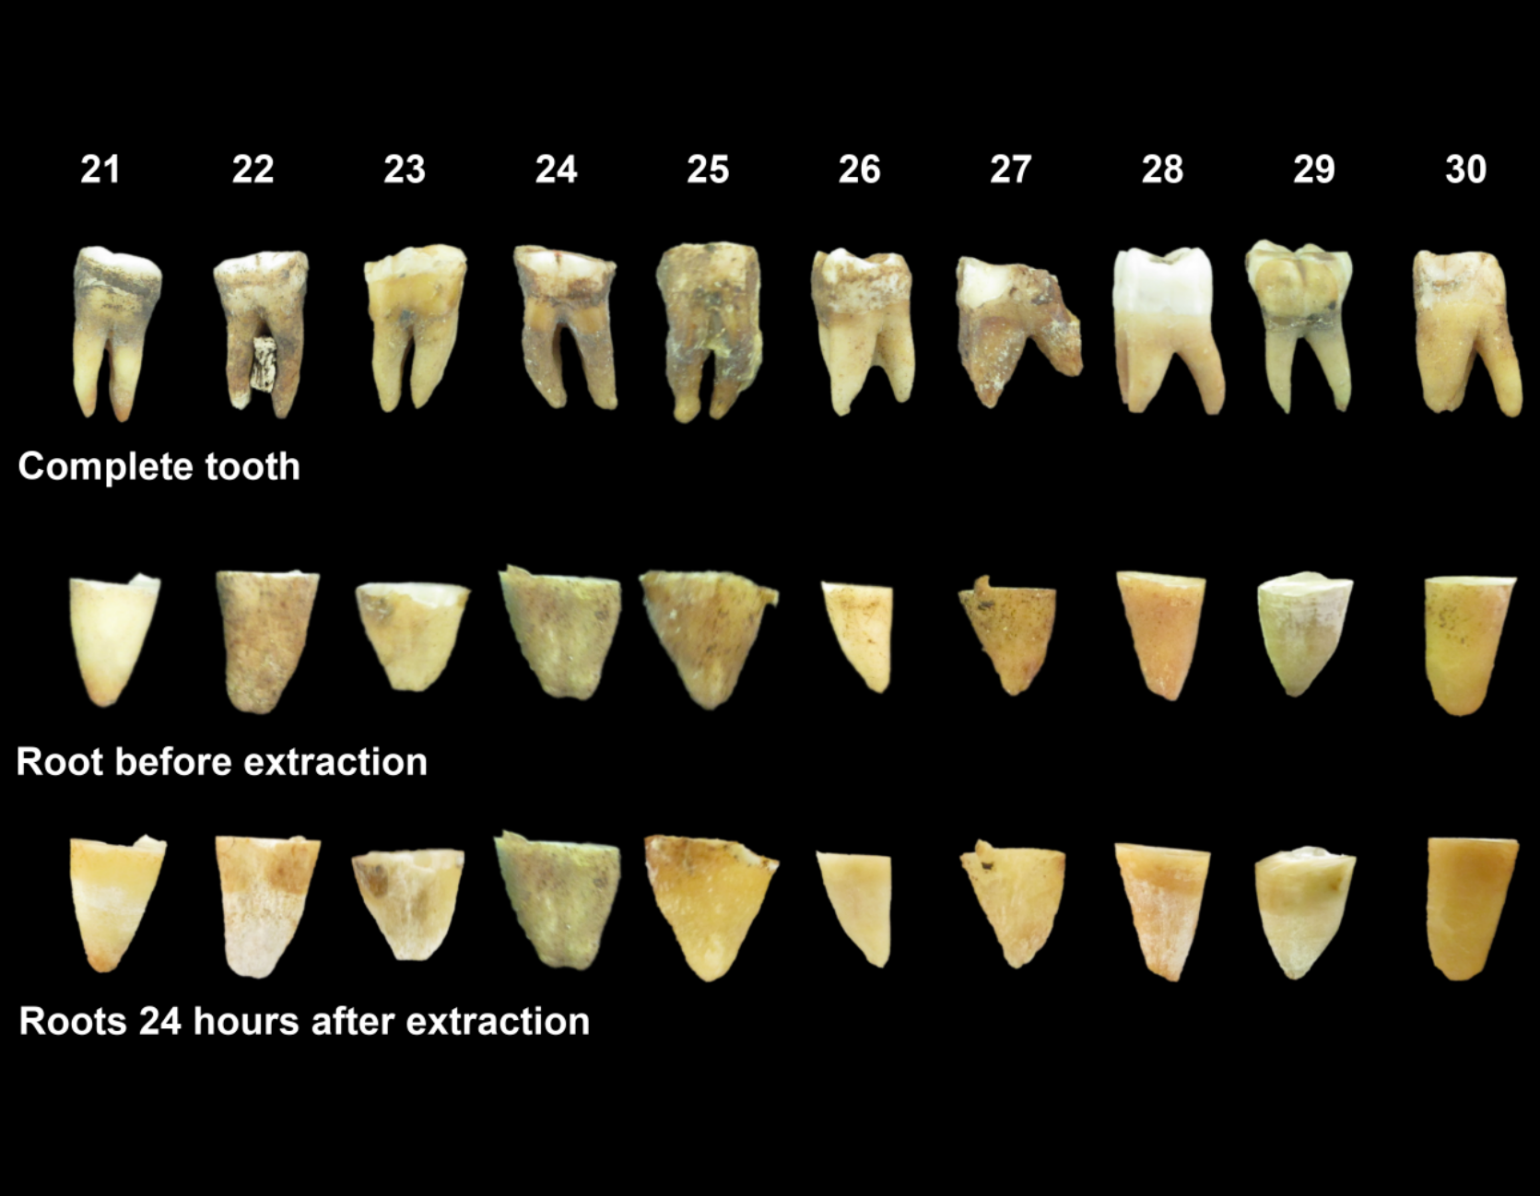 21 22 23 24 25 26 27 28 29 30
Complete tooth
Root before extraction
Roots 24 hours after extraction